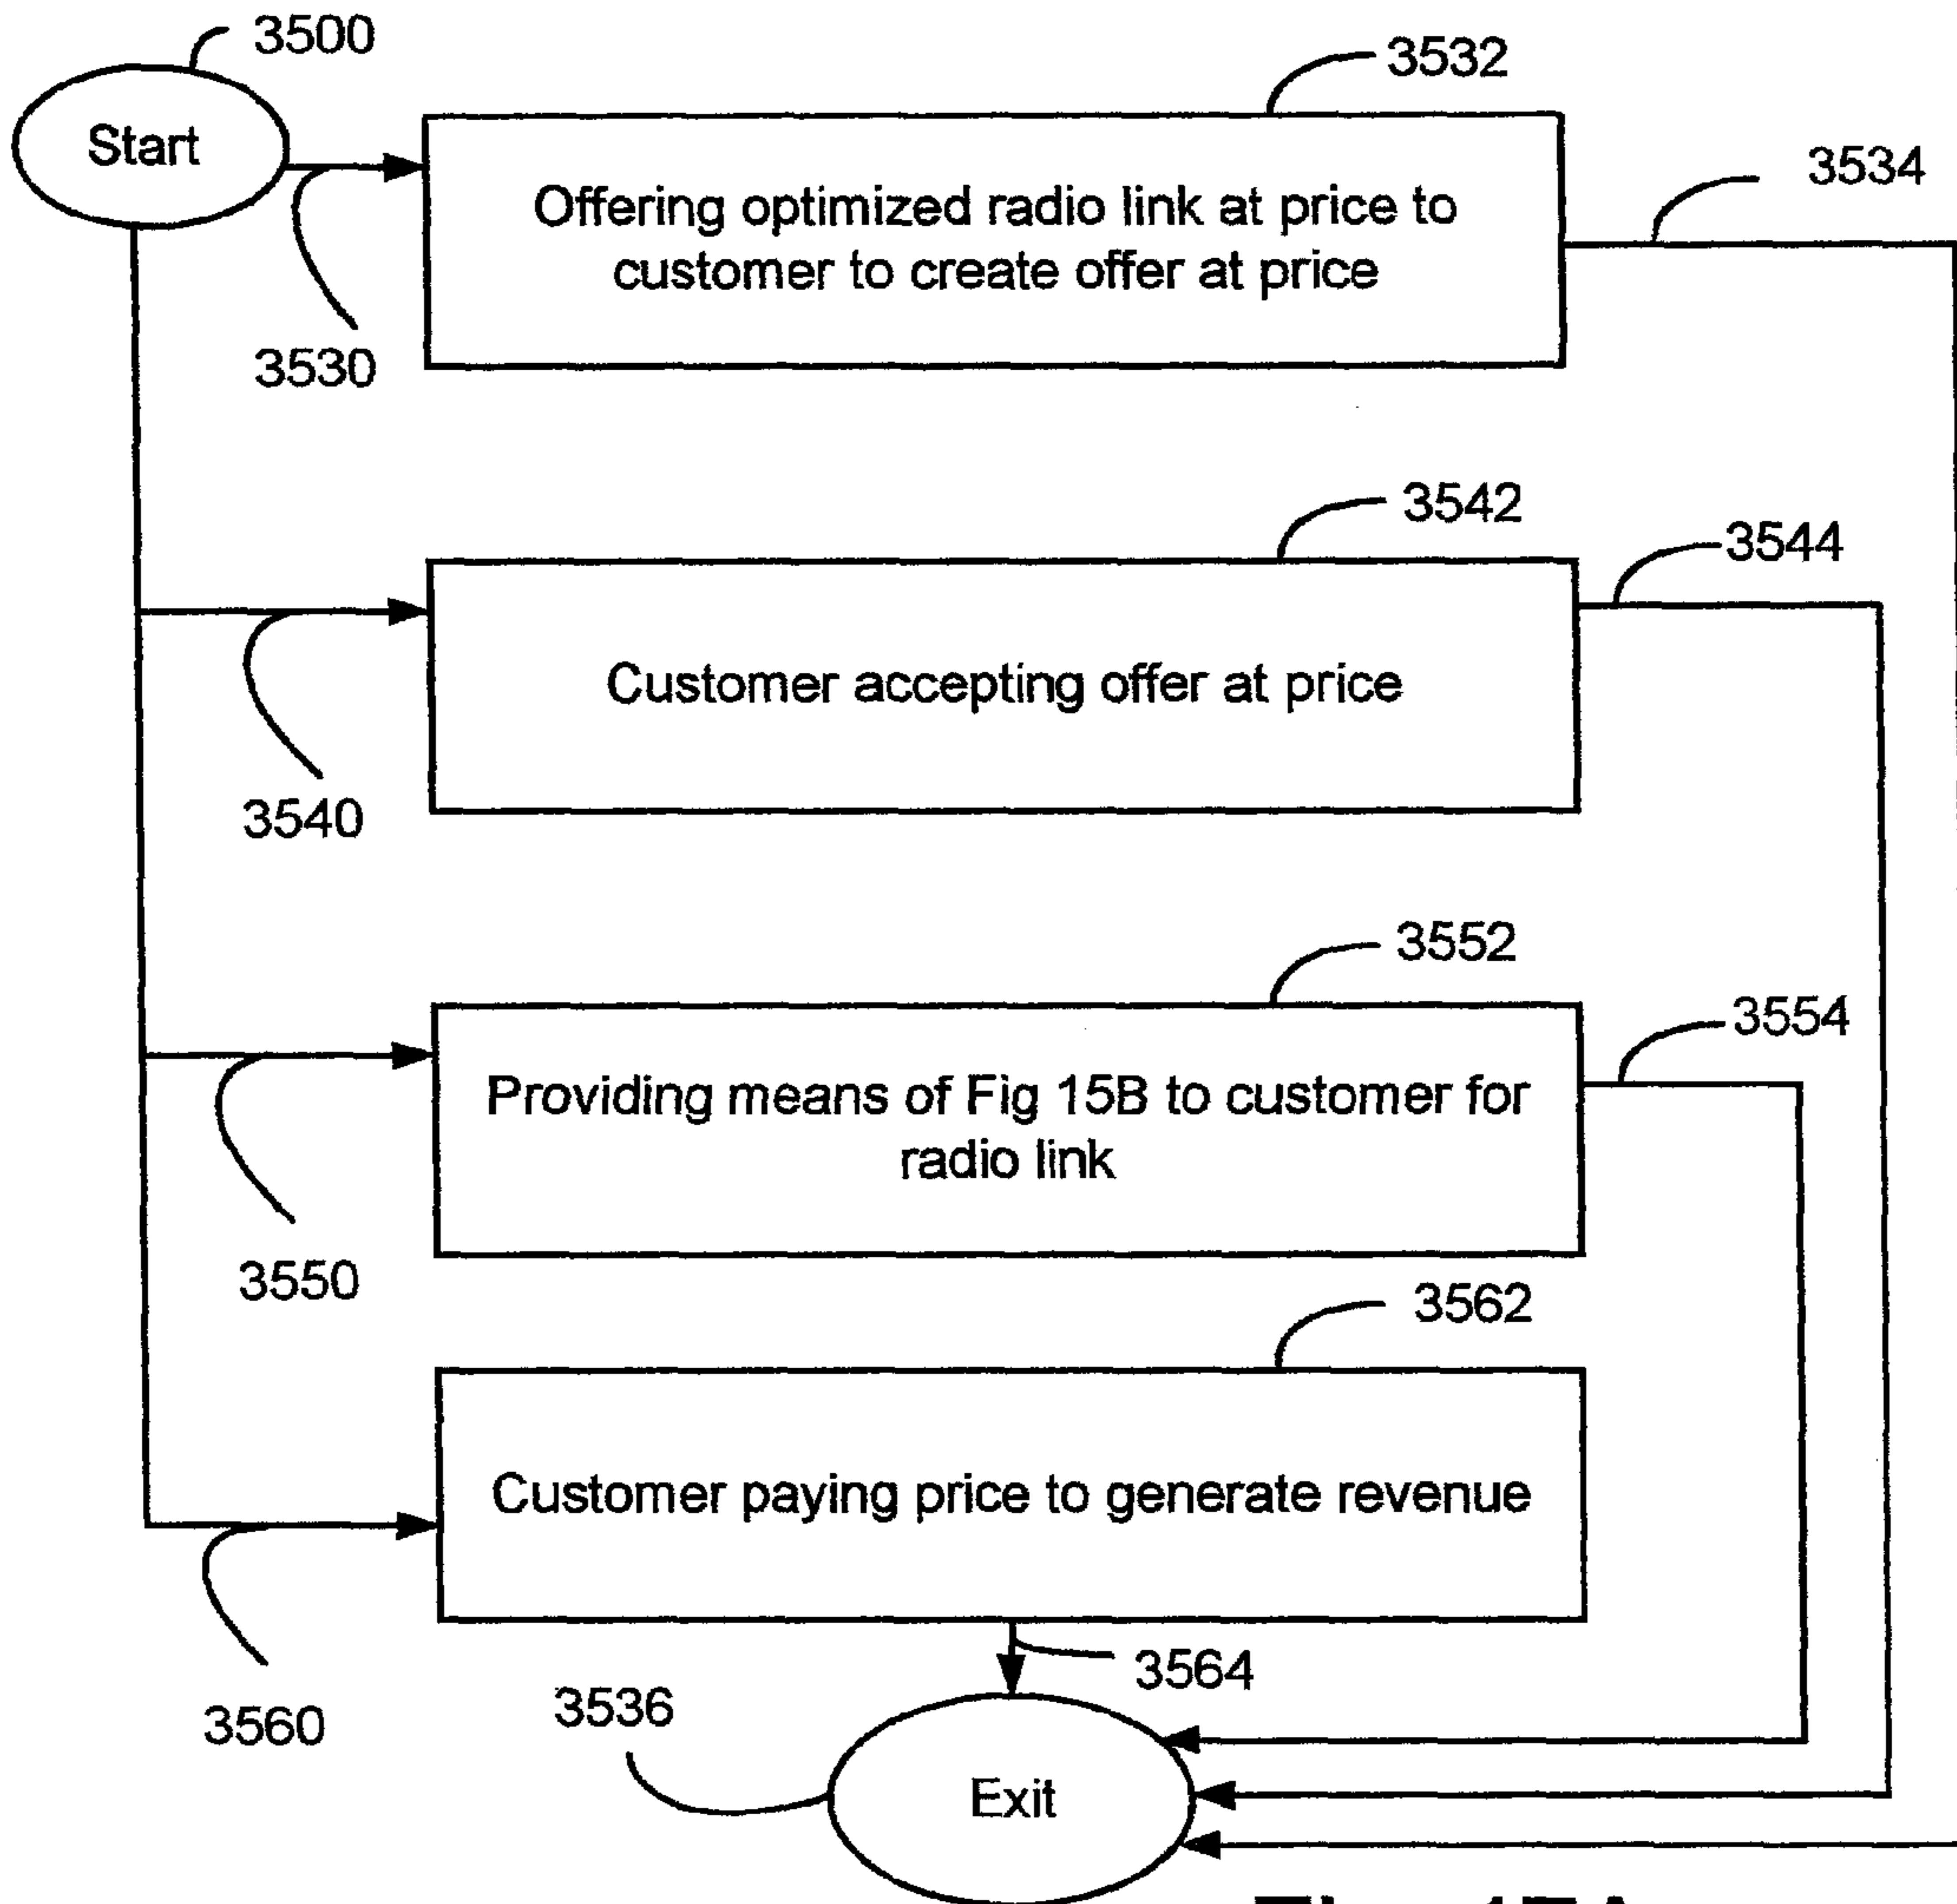 3500
Start
3532
3534
Offering optimized radio link at price to
customer to create offer at price
3530
3542
3544
Customer accepting offer at price
3540
3552
3554
Providing means of Fig 15B to customer for
radio link
3550
3562
Customer paying price to generate revenue
3564
3560
3536
Exit